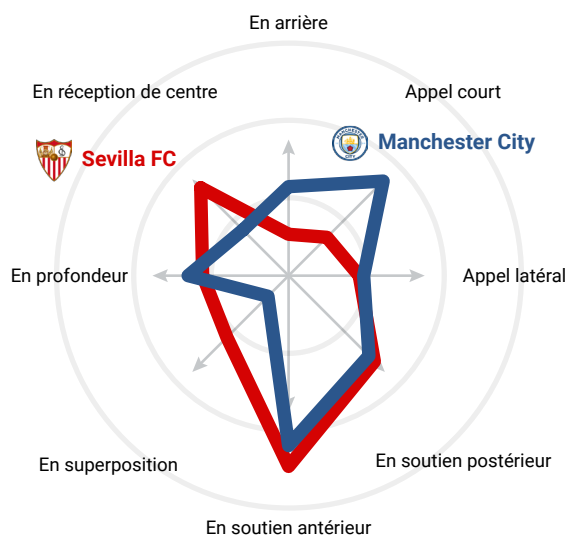 En arrière
En réception de centre
Appel court
Sevilla FC
Manchester City
En profondeur
Appel latéral
En superposition
En soutien postérieur
En soutien antérieur